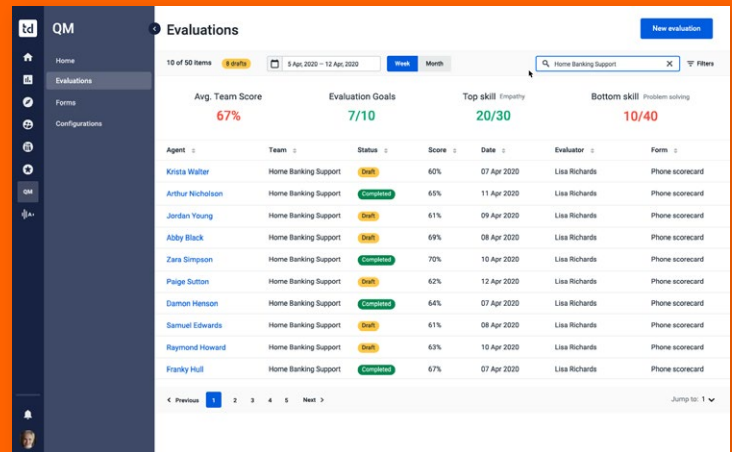 td QM Evaluations New evaluation
Home
Evaluations
Forms
Configurations
QM
10 of 50 items 8 drafts 5 Apr, 2020 — 12 Apr, 2020 Week Month Home Banking Support Filters
Avg. Team Score Evaluation Goals Top skill Empathy Bottom skill Problem solving
67% 7/10 20/30 10/40
Agent Team Status Score Date Evaluator Form
Krista Walter Home Banking Support Draft 60% 07 Apr 2020 Lisa Richards Phone scorecard
Arthur Nicholson Home Banking Support Completed 65% 11 Apr 2020 Lisa Richards Phone scorecard
Jordan Young Home Banking Support Draft 61% 09 Apr 2020 Lisa Richards Phone scorecard
Abby Black Home Banking Support Draft 69% 08 Apr 2020 Lisa Richards Phone scorecard
Zara Simpson Home Banking Support Completed 70% 10 Apr 2020 Lisa Richards Phone scorecard
Paige Sutton Home Banking Support Draft 62% 12 Apr 2020 Lisa Richards Phone scorecard
Damon Henson Home Banking Support Completed 64% 07 Apr 2020 Lisa Richards Phone scorecard
Samuel Edwards Home Banking Support Draft 61% 08 Apr 2020 Lisa Richards Phone scorecard
Raymond Howard Home Banking Support Draft 63% 10 Apr 2020 Lisa Richards Phone scorecard
Franky Hull Home Banking Support Completed 67% 07 Apr 2020 Lisa Richards Phone scorecard
< Previous 1 2 3 4 5 Next > Jump to: 1